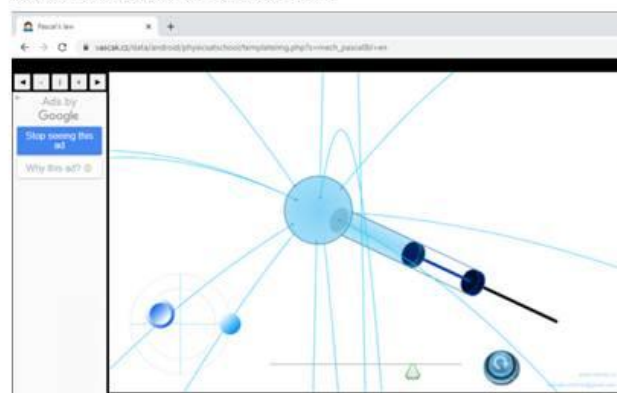 Pascal's law
vascak.cz/data/android/physicsatschool/templateimg.php?s=mech_pascal&l=en
Ads by
Google
Stop seeing this
ad
Why this ad?